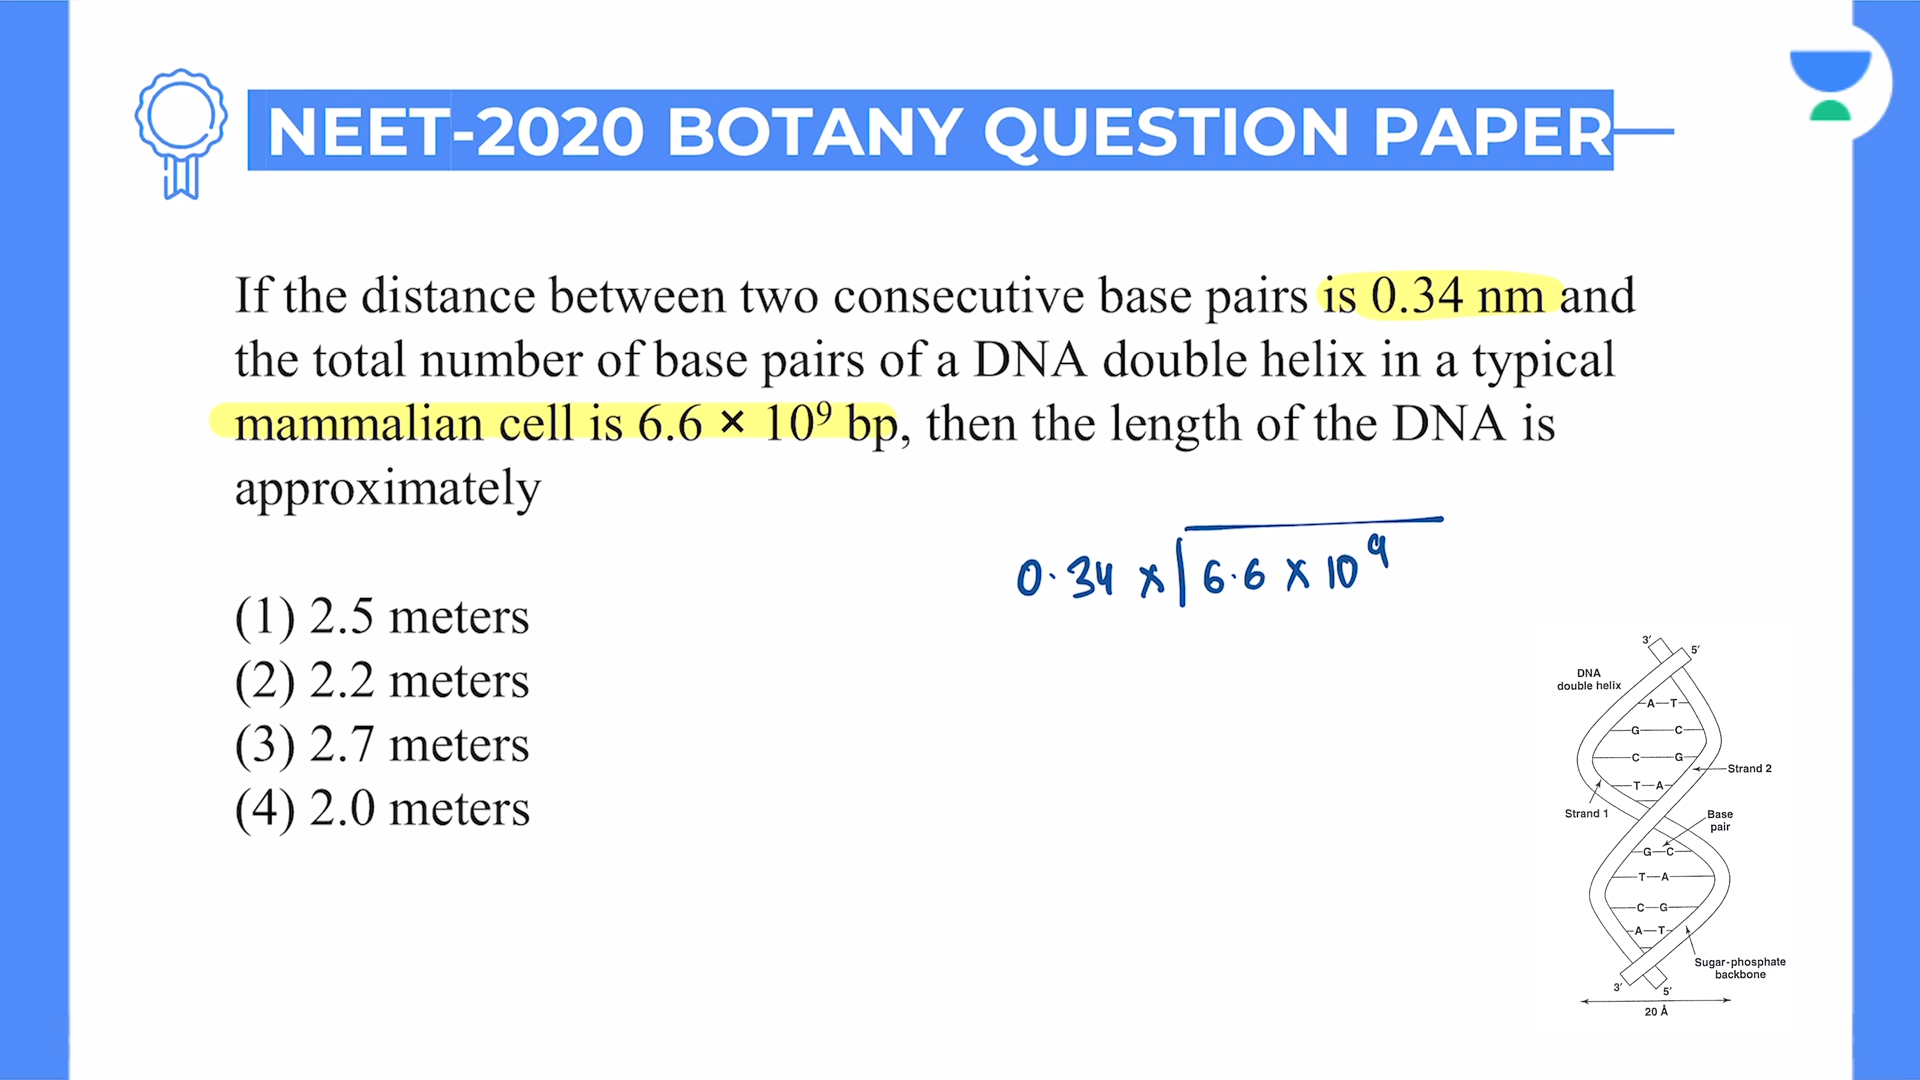 NEET-2020 BOTANY QUESTION PAPER
If the distance between two consecutive base pairs is 0.34 nm and
the total number of base pairs of a DNA double helix in a typical
mammalian cell is 6.6 × 10⁹ bp, then the length of the DNA is
approximately
0.34 × 6.6 × 10⁹
(1) 2.5 meters
(2) 2.2 meters
(3) 2.7 meters
(4) 2.0 meters
3′
5′
DNA
double helix
A—T
G—C
C—G
Strand 2
T—A
Strand 1
Base
pair
G—C
T—A
C—G
A—T
Sugar-phosphate
backbone
3′
5′
20 Å